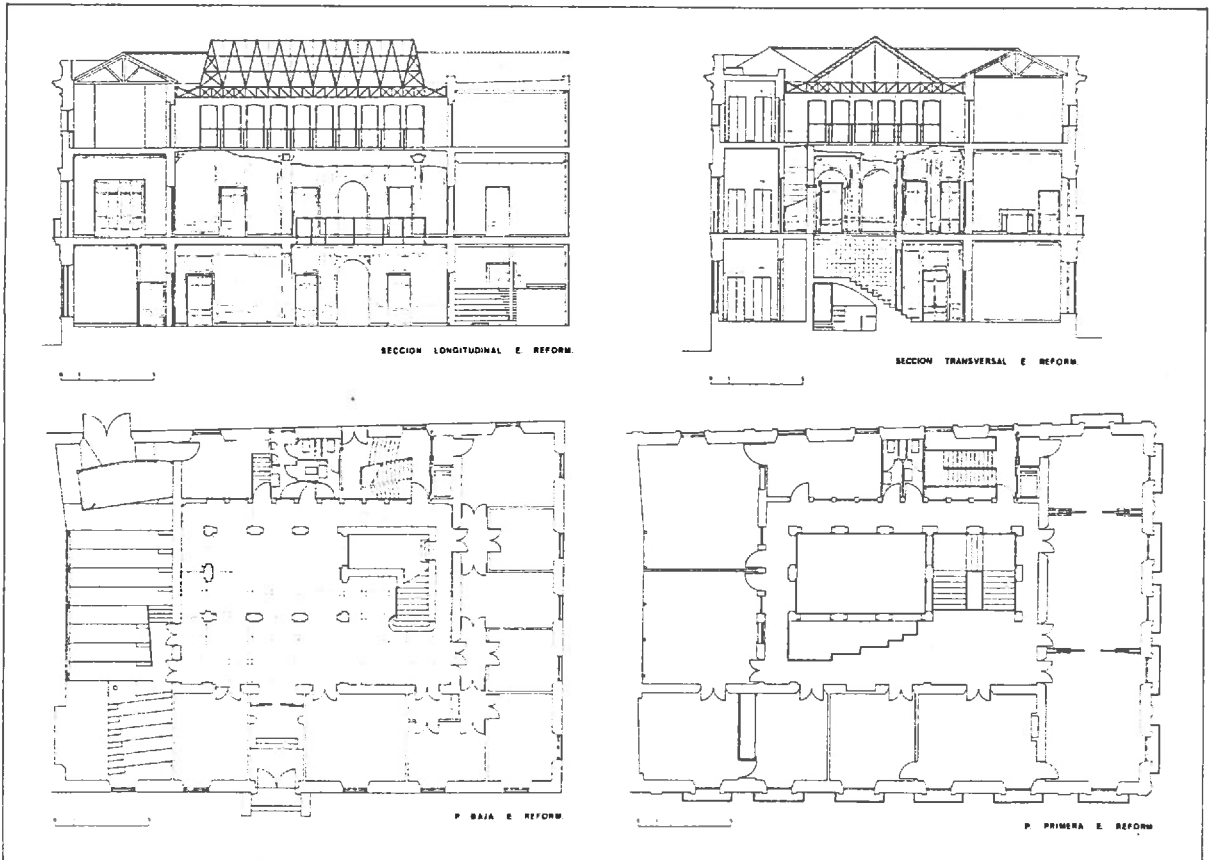 SECCION LONGITUDINAL E. REFORM.
SECCION TRANSVERSAL E REFORM.
P. BAJA E. REFORM.
P. PRIMERA E. REFORM